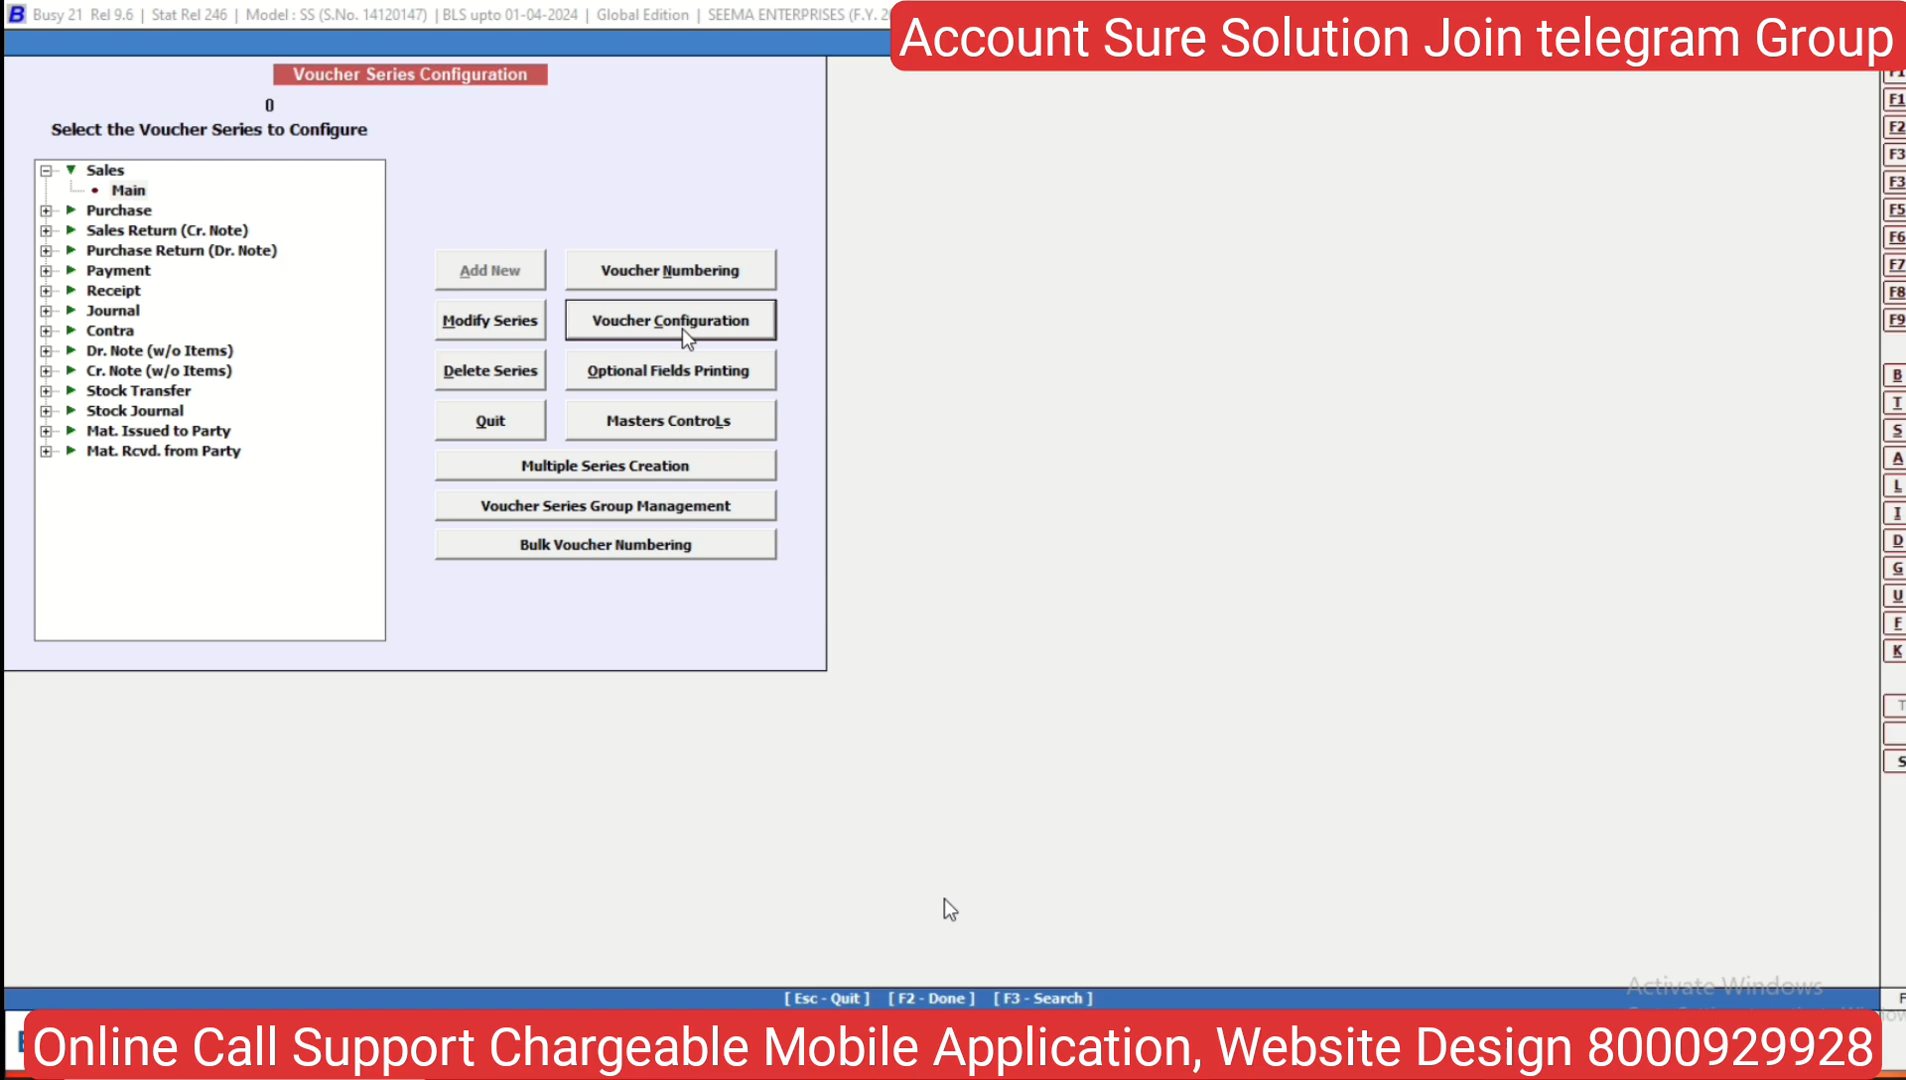 Busy 21 Rel 9.6 | Stat Rel 246 | Model : SS (S.No. 14120147) | BLS upto 01-04-2024 | Global Edition | SEEMA ENTERPRISES (F.Y.
Account Sure Solution Join telegram Group
Voucher Series Configuration
0
Select the Voucher Series to Configure
Sales
Main
Purchase
Sales Return (Cr. Note)
Purchase Return (Dr. Note)
Payment
Receipt
Journal
Contra
Dr. Note (w/o Items)
Cr. Note (w/o Items)
Stock Transfer
Stock Journal
Mat. Issued to Party
Mat. Rcvd. from Party
Add New
Voucher Numbering
Modify Series
Voucher Configuration
Delete Series
Optional Fields Printing
Quit
Masters ControLs
Multiple Series Creation
Voucher Series Group Management
Bulk Voucher Numbering
F1
F2
F3
F3
F5
F6
F7
F8
F9
B
T
S
A
L
I
D
G
U
F
K
T
S
Activate Windows
[ Esc - Quit ] [ F2 - Done ] [ F3 - Search ]
Online Call Support Chargeable Mobile Application, Website Design 8000929928